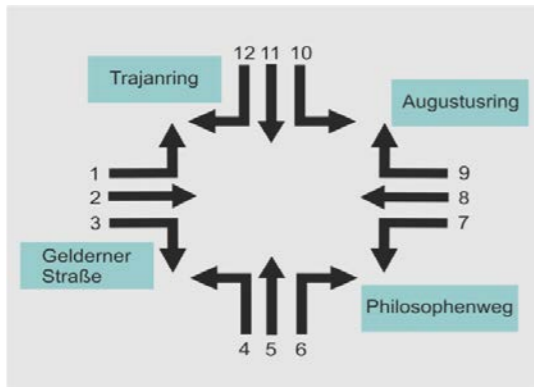 12 11 10
Trajanring
Augustusring
1
9
2
8
3
7
Gelderner
Straße
Philosophenweg
4 5 6